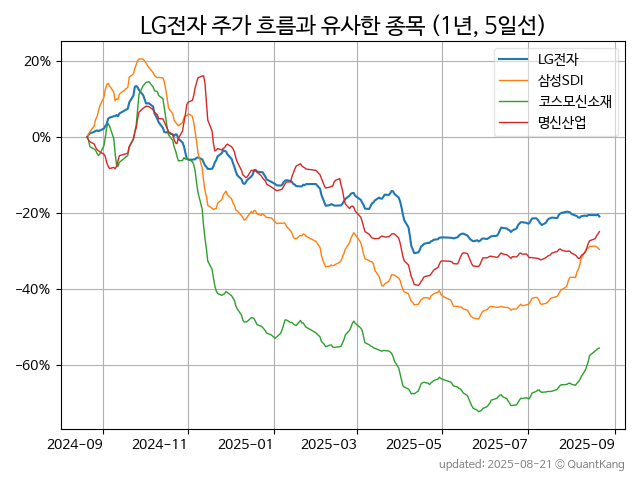 LG전자 주가 흐름과 유사한 종목 (1년, 5일선)
LG전자
삼성SDI
코스모신소재
명신산업
20%
0%
−20%
−40%
−60%
2024-09
2024-11
2025-01
2025-03
2025-05
2025-07
2025-09
updated: 2025-08-21 © QuantKang